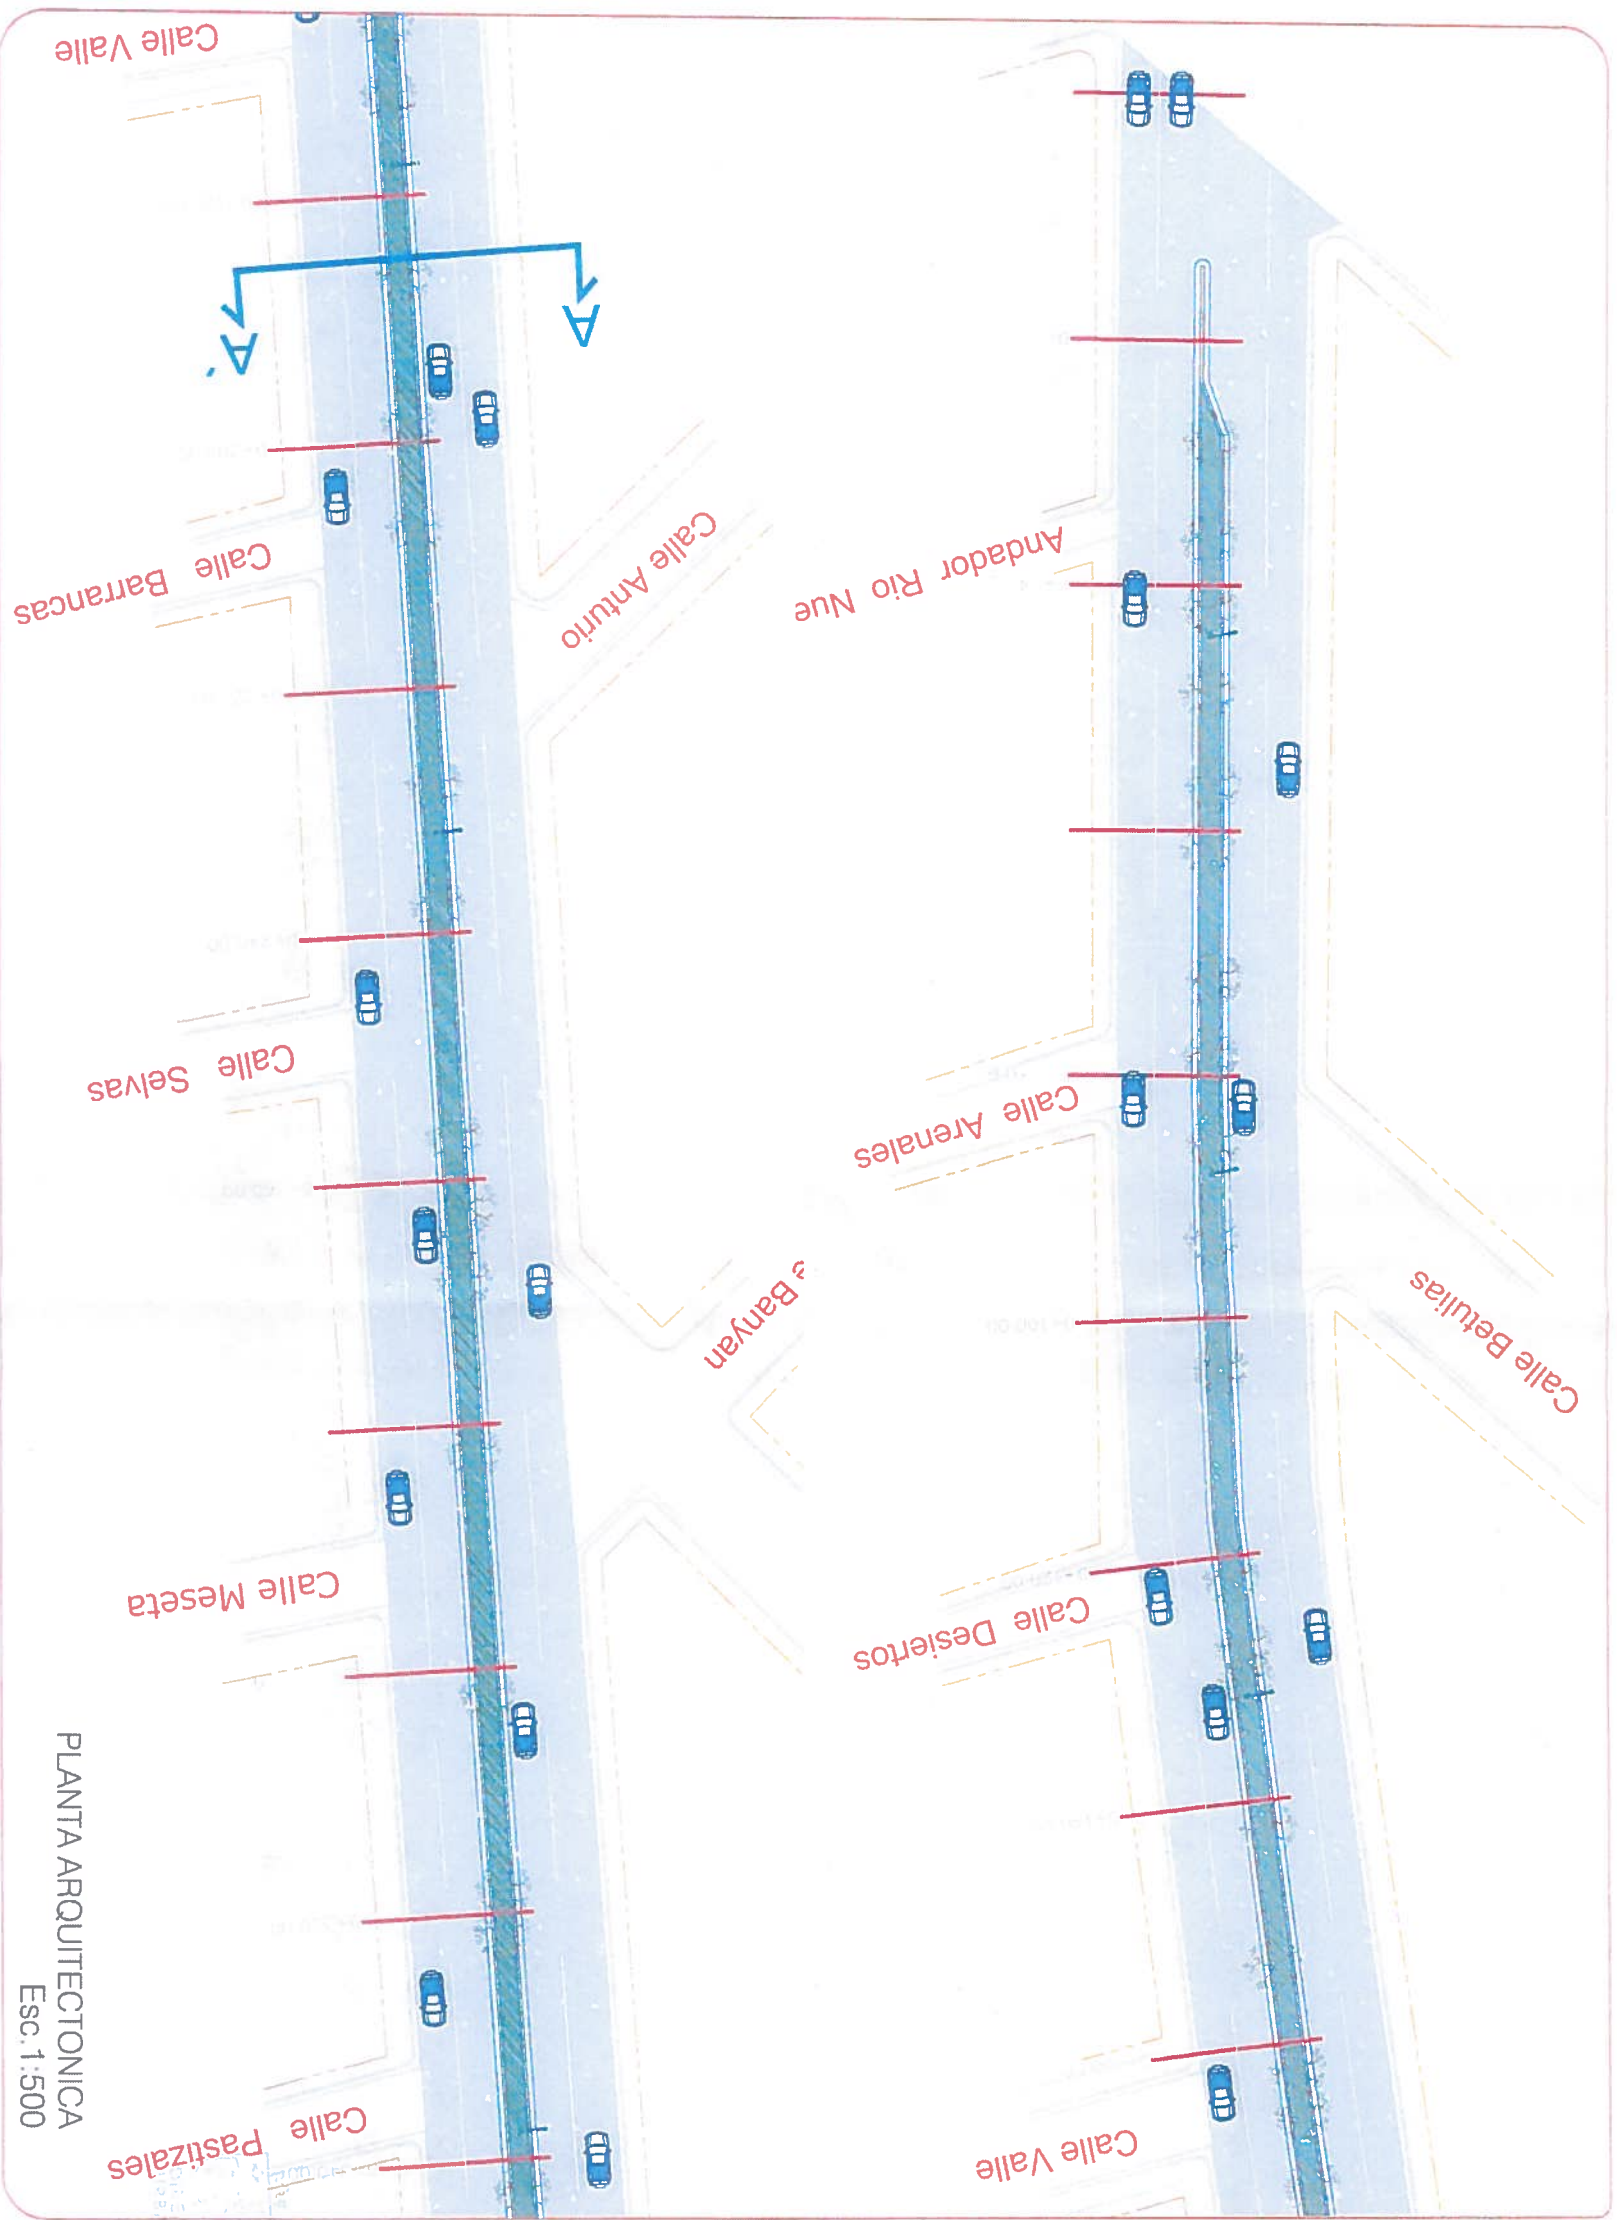 Calle Valle
A
A'
Calle Barrancas
Calle Anturio
Calle Selvas
e Banyan
Calle Meseta
Calle Pastizales
Andador Rio Nue
Calle Arenales
Calle Betulias
Calle Desiertos
Calle Valle
PLANTA ARQUITECTONICA
Esc.1:500